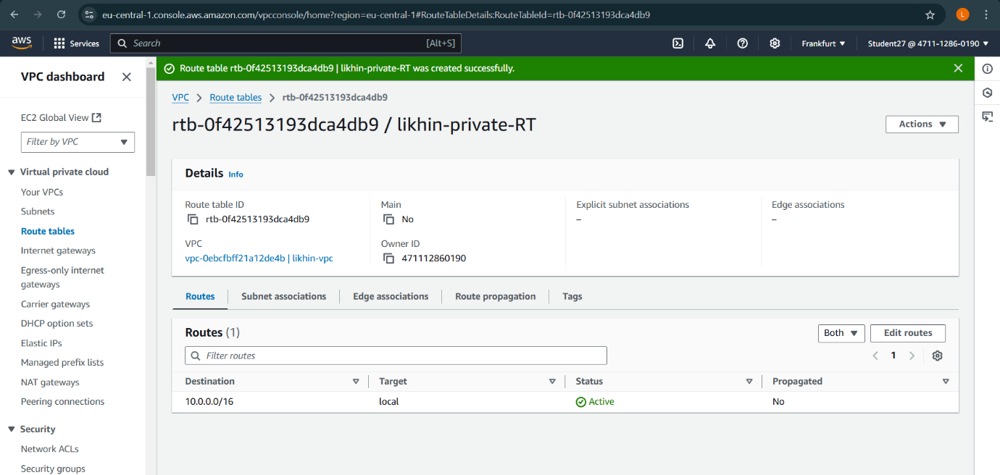 eu-central-1.console.aws.amazon.com/vpcconsole/home?region=eu-central-1#RouteTableDetails:RouteTableId=rtb-0f42513193dca4db9
L
aws
Services
Search
[Alt+S]
Frankfurt
Student27 @ 4711-1286-0190
VPC dashboard
EC2 Global View
Filter by VPC
Virtual private cloud
Your VPCs
Subnets
Route tables
Internet gateways
Egress-only internet
gateways
Carrier gateways
DHCP option sets
Elastic IPs
Managed prefix lists
NAT gateways
Peering connections
Security
Network ACLs
Security groups
Route table rtb-0f42513193dca4db9 | likhin-private-RT was created successfully.
VPC > Route tables > rtb-0f42513193dca4db9
rtb-0f42513193dca4db9 / likhin-private-RT
Actions
Details Info
Route table ID
rtb-0f42513193dca4db9
Main
No
Explicit subnet associations
–
Edge associations
–
VPC
vpc-0ebcfbff21a12de4b | likhin-vpc
Owner ID
471112860190
Routes
Subnet associations
Edge associations
Route propagation
Tags
Routes (1)
Both
Edit routes
Filter routes
1
Destination Target Status Propagated
10.0.0.0/16 local Active No